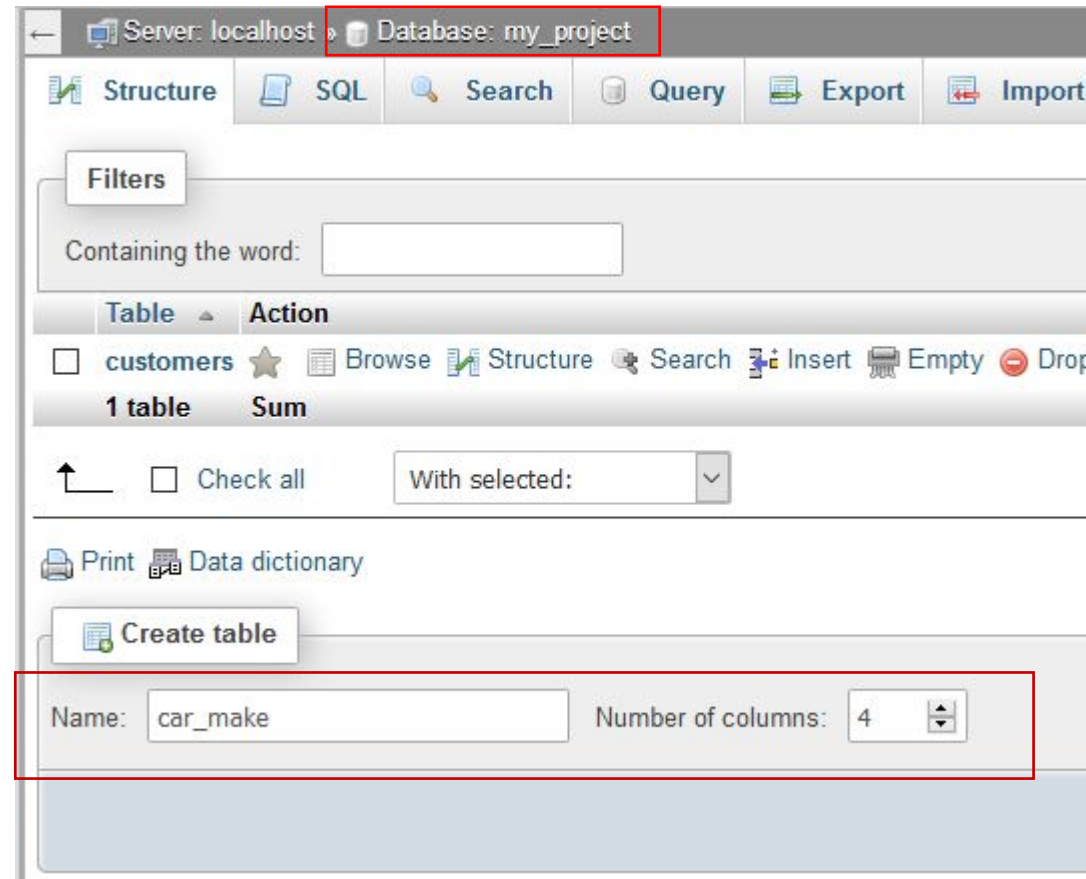 ← Server: localhost » Database: my_project
Structure SQL Search Query Export Import
Filters
Containing the word:
Table Action
customers Browse Structure Search Insert Empty Drop
1 table Sum
Check all With selected:
Print Data dictionary
Create table
Name: car_make Number of columns: 4